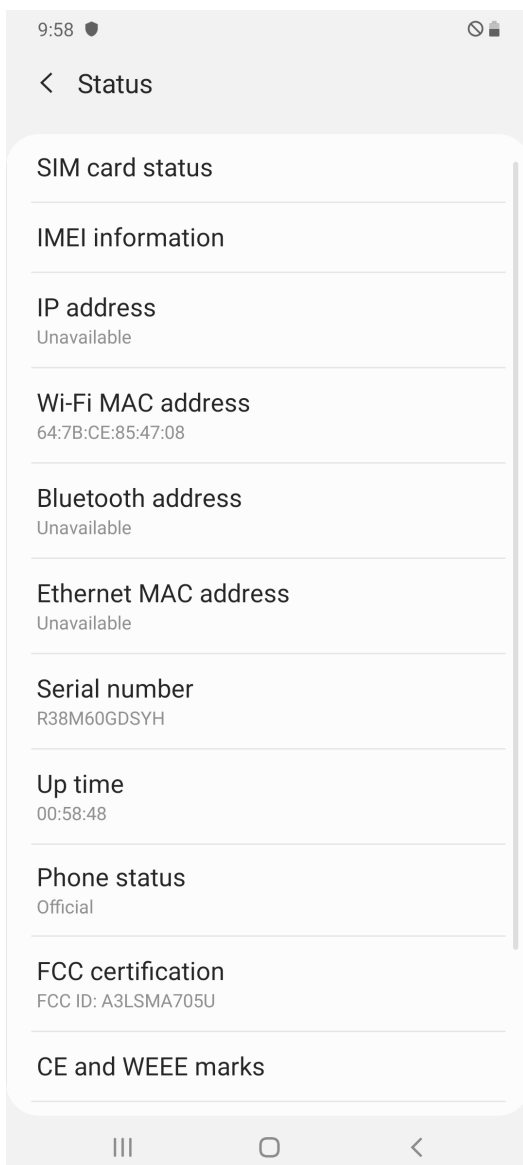 9:58
Status
SIM card status
IMEI information
IP address
Unavailable
Wi-Fi MAC address
64:7B:CE:85:47:08
Bluetooth address
Unavailable
Ethernet MAC address
Unavailable
Serial number
R38M60GDSYH
Up time
00:58:48
Phone status
Official
FCC certification
FCC ID: A3LSMA705U
CE and WEEE marks